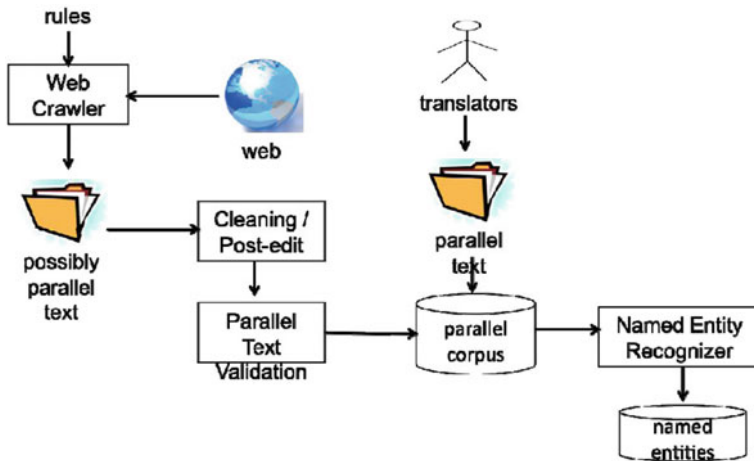 rules
Web
Crawler
web
translators
possibly
parallel
text
Cleaning /
Post-edit
parallel
text
Parallel
Text
Validation
parallel
corpus
Named Entity
Recognizer
named
entities